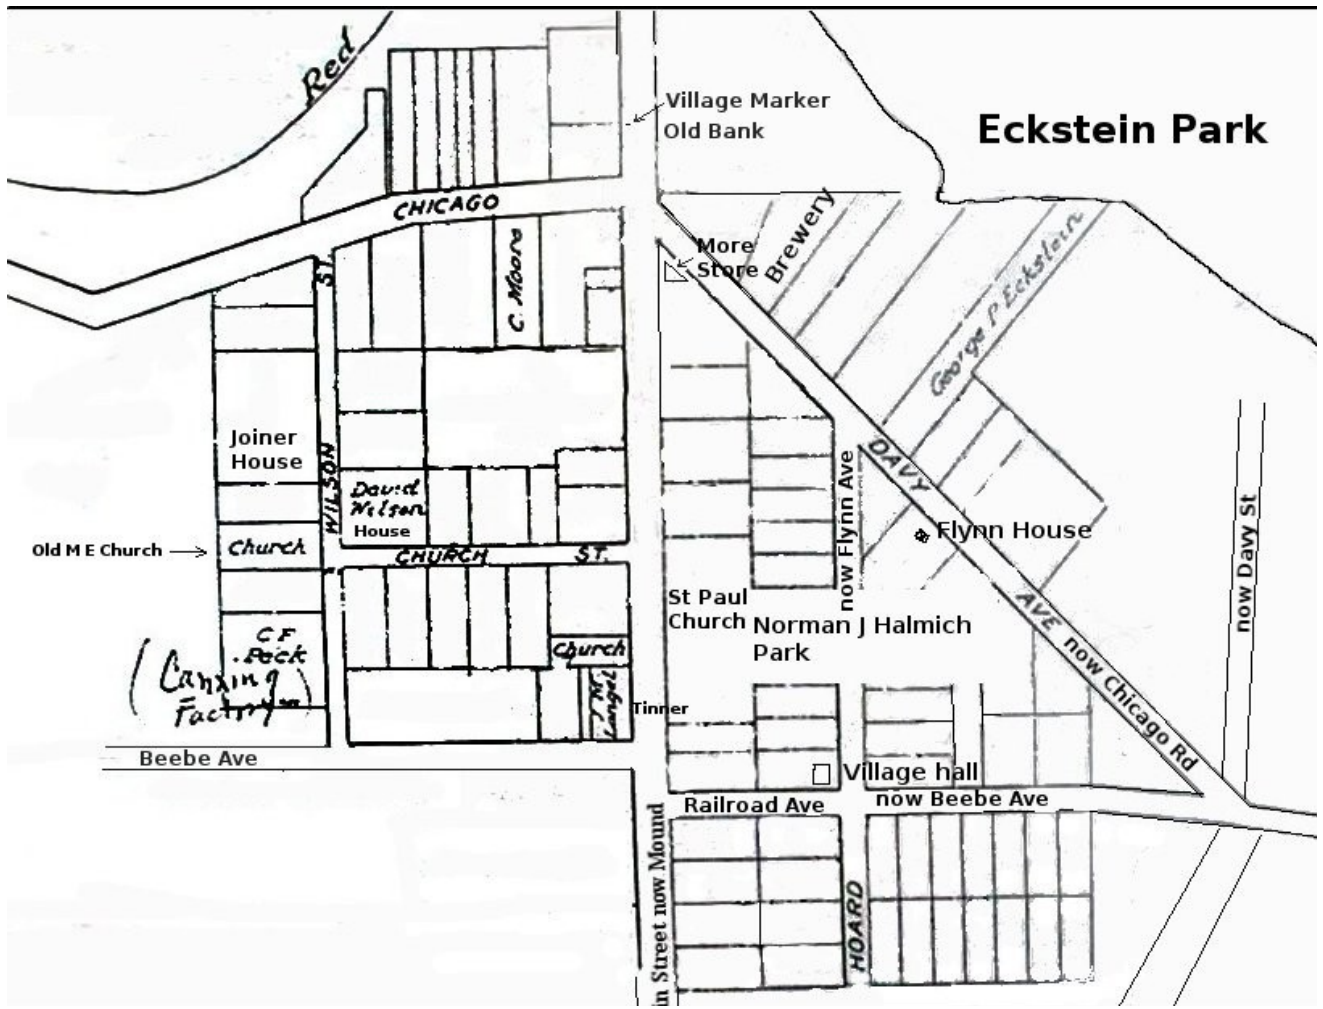 Red
Village Marker
Old Bank
Eckstein Park
CHICAGO
Brewery
More
Store
C. Moore
George P Eckstein
ST.
WILSON
Joiner
House
David
Wilson
House
DAVY
now Flynn Ave
Flynn House
now Davy St
Old M E Church
Church
CHURCH ST.
St Paul
Church
Norman J Halmich
Park
AVE now Chicago Rd
C F
Peck
(Canning
Factory)
Church
J M
Langel
Tinner
Beebe Ave
Village hall
Railroad Ave
now Beebe Ave
in Street now Mound
HOARD